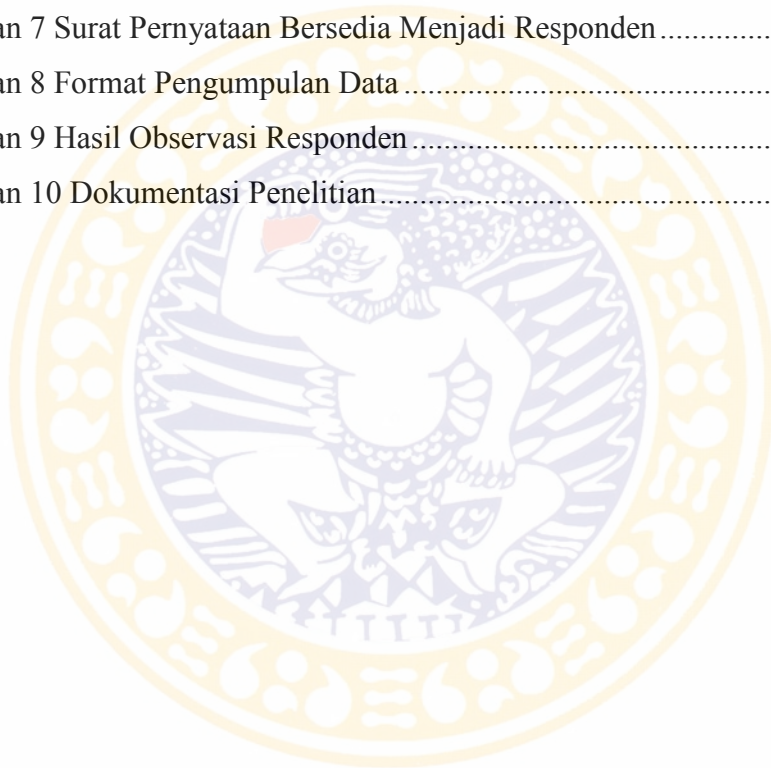 an 7 Surat Pernyataan Bersedia Menjadi Responden..............
an 8 Format Pengumpulan Data..............................................
an 9 Hasil Observasi Responden.............................................
an 10 Dokumentasi Penelitian.................................................